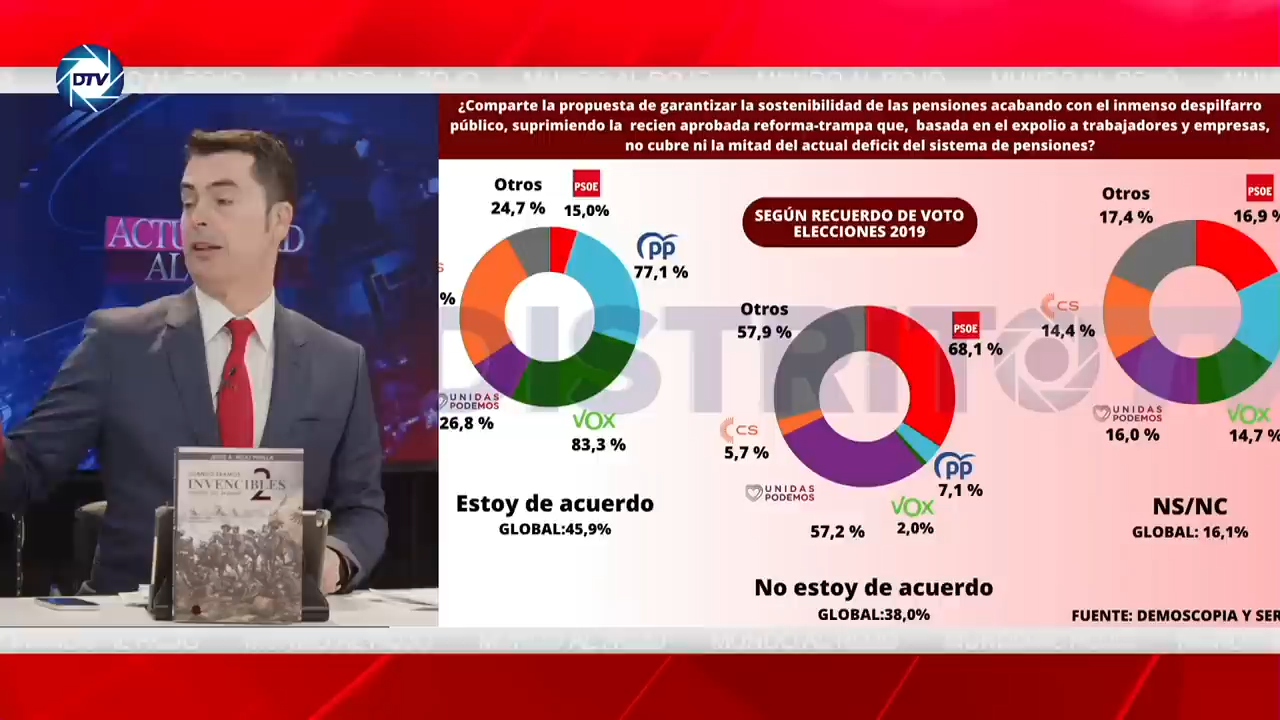 DTV
MUNDO AL ROJO
¿Comparte la propuesta de garantizar la sostenibilidad de las pensiones acabando con el inmenso despilfarro
público, suprimiendo la recien aprobada reforma-trampa que, basada en el expolio a trabajadores y empresas,
no cubre ni la mitad del actual deficit del sistema de pensiones?
Otros
24,7 %
PSOE
15,0%
PP
77,1 %
VOX
83,3 %
UNIDAS
PODEMOS
26,8 %
S
%
Estoy de acuerdo
GLOBAL:45,9%
SEGÚN RECUERDO DE VOTO
ELECCIONES 2019
Otros
57,9 %
PSOE
68,1 %
PP
7,1 %
VOX
2,0%
UNIDAS
PODEMOS
57,2 %
CS
5,7 %
No estoy de acuerdo
GLOBAL:38,0%
Otros
17,4 %
PSOE
16,9
CS
14,4 %
UNIDAS
PODEMOS
16,0 %
VOX
14,7
NS/NC
GLOBAL: 16,1%
FUENTE: DEMOSCOPIA Y SER
DISTRITO
ACTU D
AL
INVENCIBLES
2